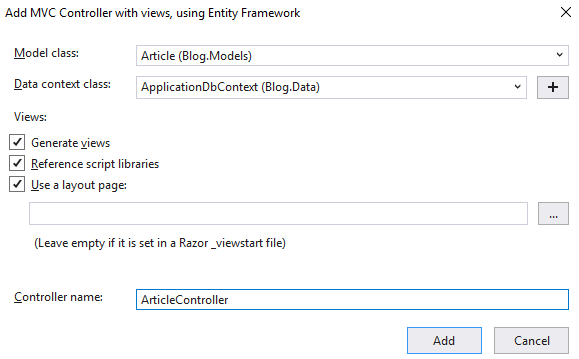 Add MVC Controller with views, using Entity Framework
Model class: Article (Blog.Models)
Data context class: ApplicationDbContext (Blog.Data) +
Views:
Generate views
Reference script libraries
Use a layout page:
...
(Leave empty if it is set in a Razor _viewstart file)
Controller name: ArticleController
Add Cancel